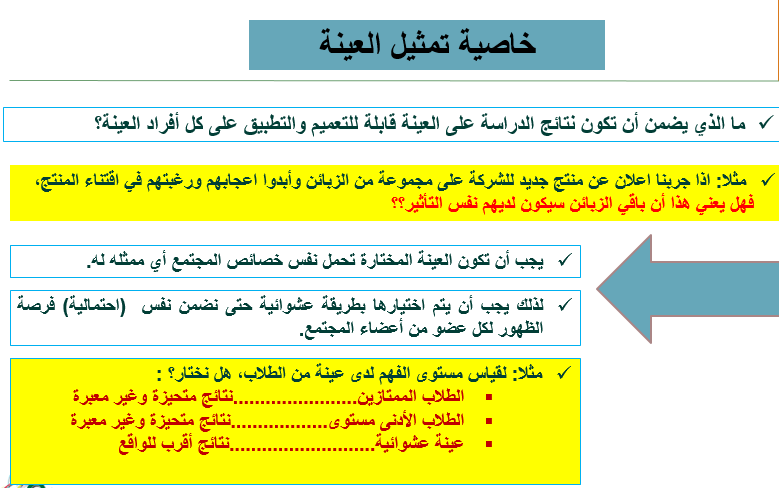 خاصية تمثيل العينة
✓ ما الذي يضمن أن تكون نتائج الدراسة على العينة قابلة للتعميم والتطبيق على كل أفراد العينة؟
✓ مثلا: اذا جربنا اعلان عن منتج جديد للشركة على مجموعة من الزبائن وأبدوا اعجابهم ورغبتهم في اقتناء المنتج،
فهل يعني هذا أن باقي الزبائن سيكون لديهم نفس التأثير؟؟
✓ يجب أن تكون العينة المختارة تحمل نفس خصائص المجتمع أي ممثله له.
✓ لذلك يجب أن يتم اختيارها بطريقة عشوائية حتى نضمن نفس (احتمالية) فرصة
الظهور لكل عضو من أعضاء المجتمع.
✓ مثلا: لقياس مستوى الفهم لدى عينة من الطلاب، هل نختار؟ :
▪ الطلاب الممتازين........................نتائج متحيزة وغير معبرة
▪ الطلاب الأدنى مستوى...................نتائج متحيزة وغير معبرة
▪ عينة عشوائية............................نتائج أقرب للواقع